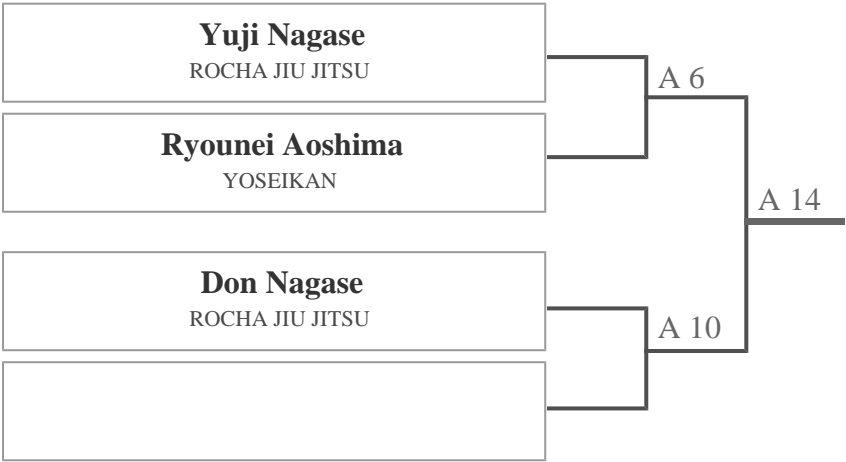 Yuji Nagase
ROCHA JIU JITSU
A 6
Ryounei Aoshima
YOSEIKAN
A 14
Don Nagase
ROCHA JIU JITSU
A 10